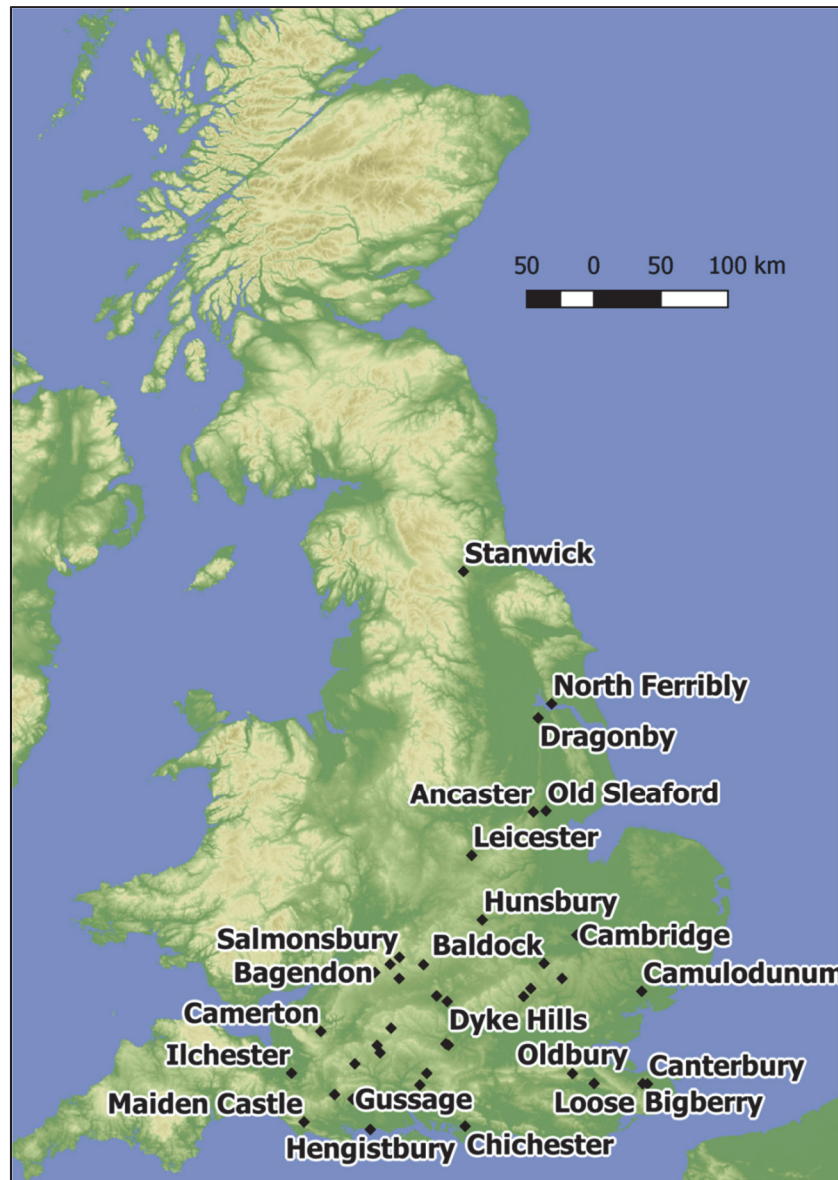 50 0 50 100 km
Stanwick
North Ferribly
Dragonby
Ancaster
Old Sleaford
Leicester
Hunsbury
Salmonsbury
Baldock
Cambridge
Bagendon
Camulodunum
Camerton
Dyke Hills
Ilchester
Oldbury
Canterbury
Maiden Castle
Gussage
Loose
Bigberry
Hengistbury
Chichester